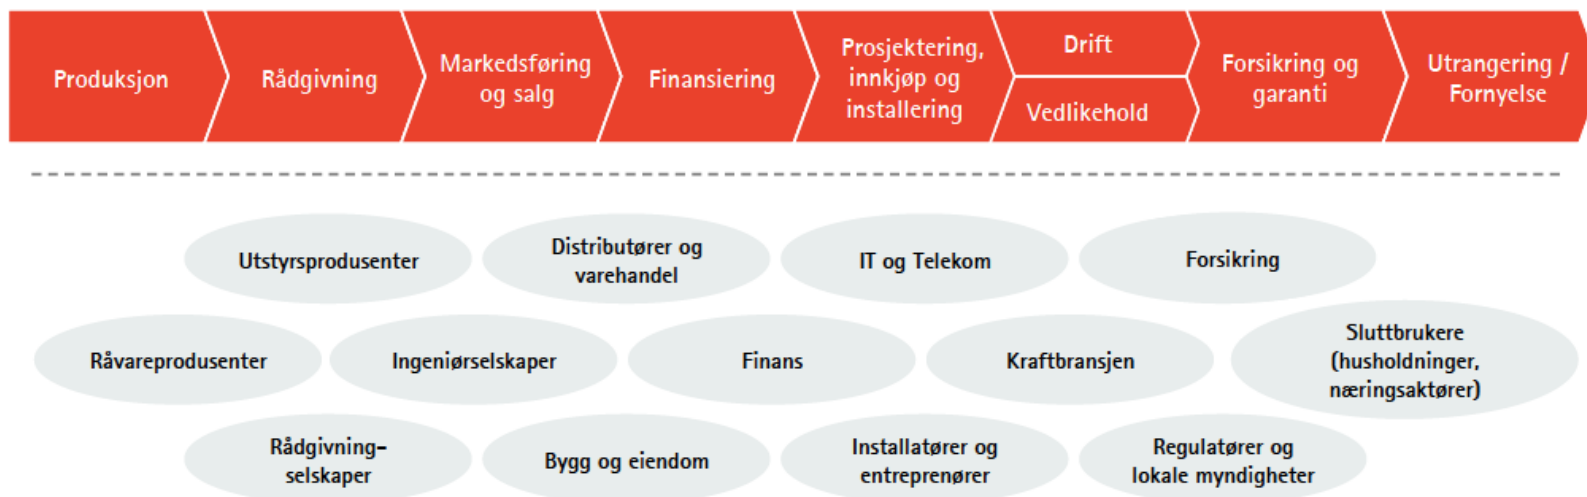 Produksjon
Rådgivning
Markedsføring
og salg
Finansiering
Prosjektering,
innkjøp og
installering
Drift
Vedlikehold
Forsikring og
garanti
Utrangering /
Fornyelse
Utstyrsprodusenter
Distributører og
varehandel
IT og Telekom
Forsikring
Råvareprodusenter
Ingeniørselskaper
Finans
Kraftbransjen
Sluttbrukere
(husholdninger,
næringsaktører)
Rådgivning-
selskaper
Bygg og eiendom
Installatører og
entreprenører
Regulatører og
lokale myndigheter